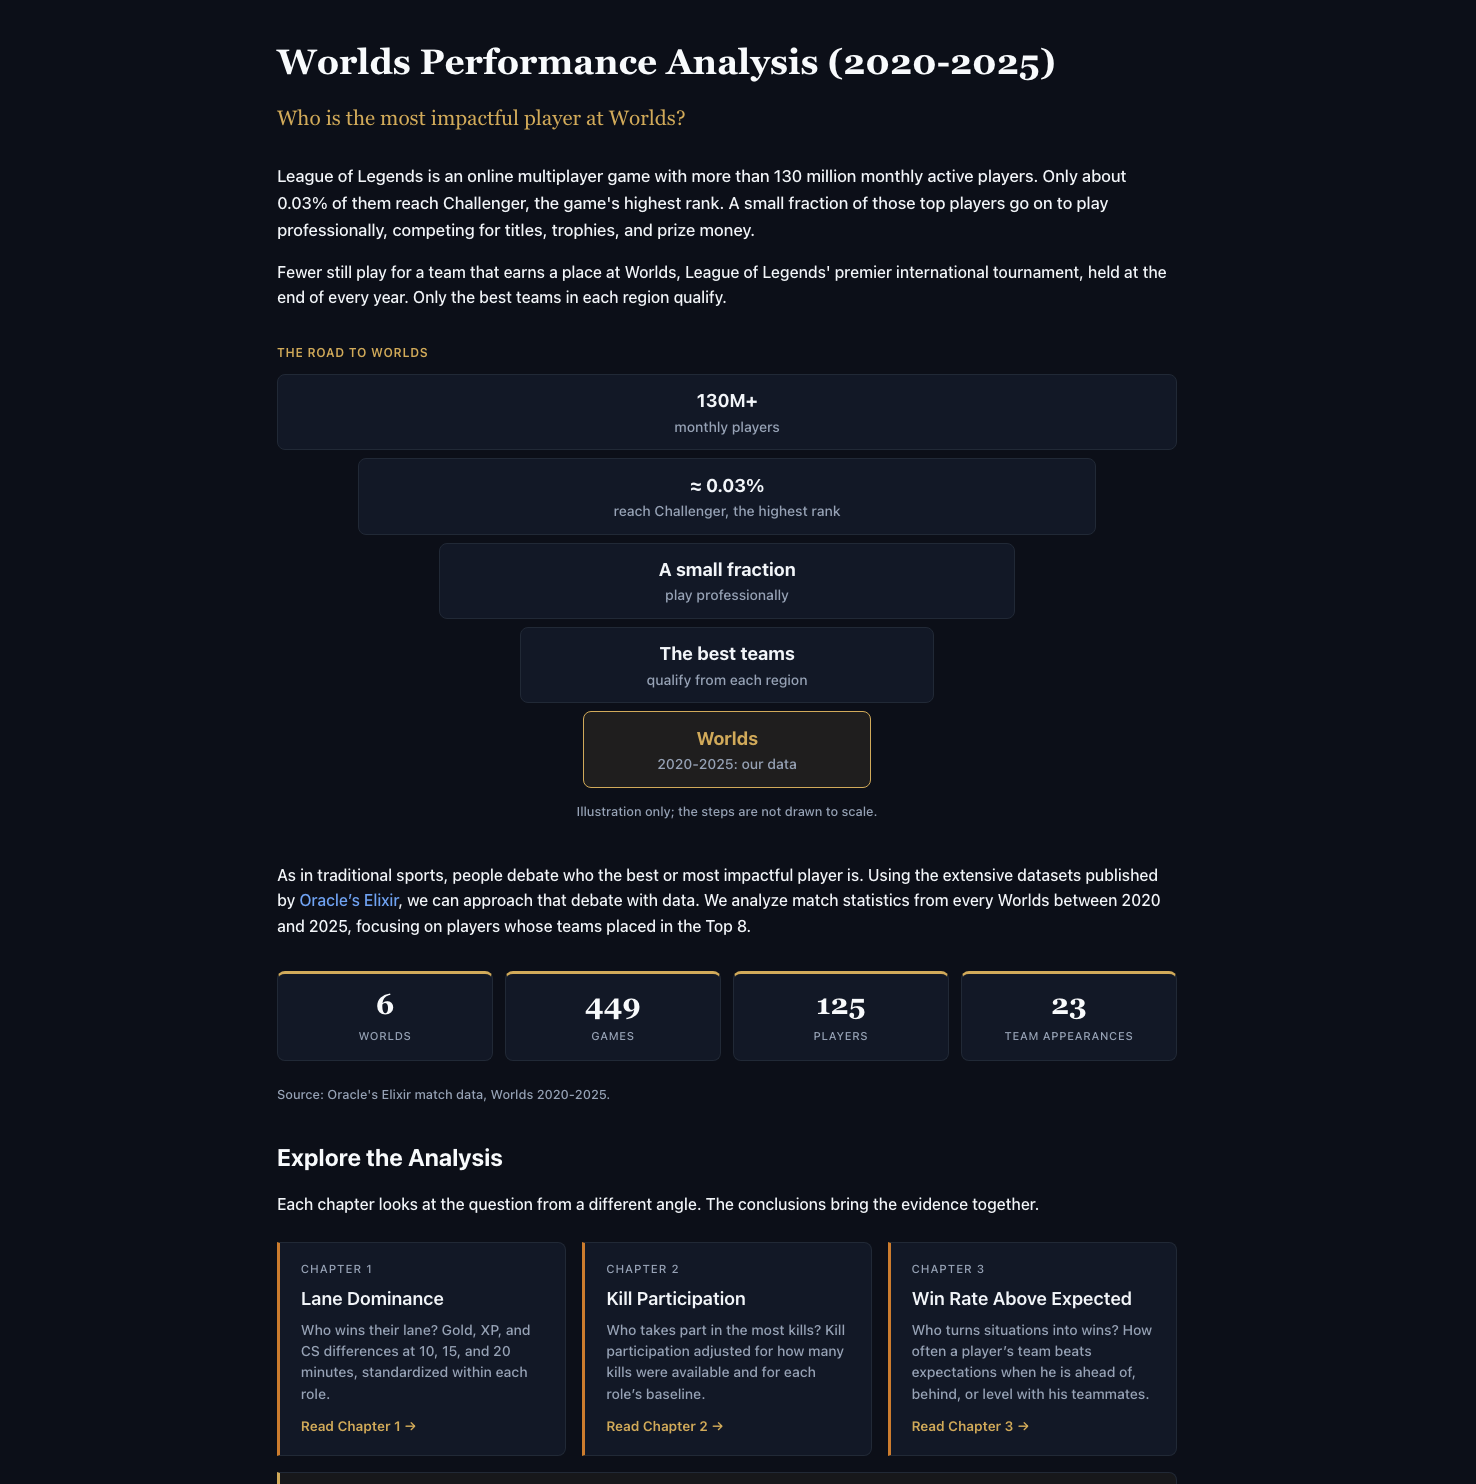 Worlds Performance Analysis (2020-2025)
Who is the most impactful player at Worlds?
League of Legends is an online multiplayer game with more than 130 million monthly active players. Only about
0.03% of them reach Challenger, the game's highest rank. A small fraction of those top players go on to play
professionally, competing for titles, trophies, and prize money.
Fewer still play for a team that earns a place at Worlds, League of Legends' premier international tournament, held at the
end of every year. Only the best teams in each region qualify.
THE ROAD TO WORLDS
130M+
monthly players
≈ 0.03%
reach Challenger, the highest rank
A small fraction
play professionally
The best teams
qualify from each region
Worlds
2020-2025: our data
Illustration only; the steps are not drawn to scale.
As in traditional sports, people debate who the best or most impactful player is. Using the extensive datasets published
by Oracle’s Elixir, we can approach that debate with data. We analyze match statistics from every Worlds between 2020
and 2025, focusing on players whose teams placed in the Top 8.
6
WORLDS
449
GAMES
125
PLAYERS
23
TEAM APPEARANCES
Source: Oracle's Elixir match data, Worlds 2020-2025.
Explore the Analysis
Each chapter looks at the question from a different angle. The conclusions bring the evidence together.
CHAPTER 1
Lane Dominance
Who wins their lane? Gold, XP, and
CS differences at 10, 15, and 20
minutes, standardized within each
role.
Read Chapter 1 →
CHAPTER 2
Kill Participation
Who takes part in the most kills? Kill
participation adjusted for how many
kills were available and for each
role’s baseline.
Read Chapter 2 →
CHAPTER 3
Win Rate Above Expected
Who turns situations into wins? How
often a player’s team beats
expectations when he is ahead of,
behind, or level with his teammates.
Read Chapter 3 →